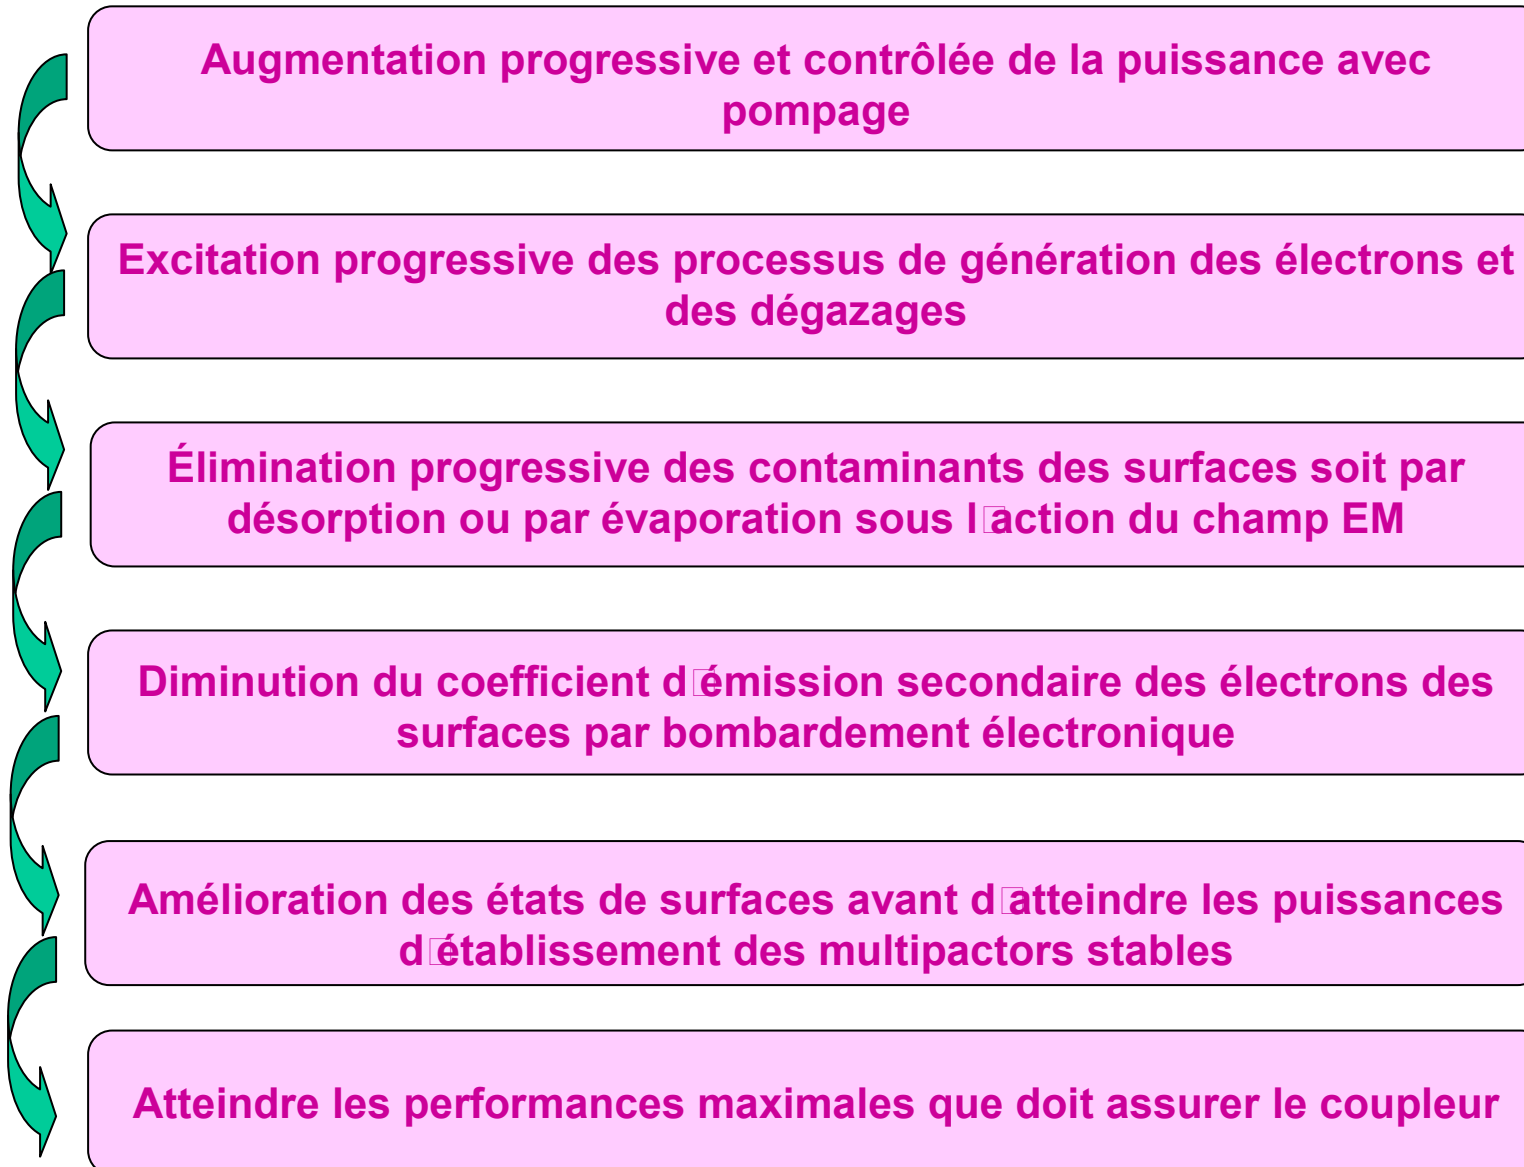 Augmentation progressive et contrôlée de la puissance avec
pompage
Excitation progressive des processus de génération des électrons et
des dégazages
Élimination progressive des contaminants des surfaces soit par
désorption ou par évaporation sous l□action du champ EM
Diminution du coefficient d□émission secondaire des électrons des
surfaces par bombardement électronique
Amélioration des états de surfaces avant d□atteindre les puissances
d□établissement des multipactors stables
Atteindre les performances maximales que doit assurer le coupleur